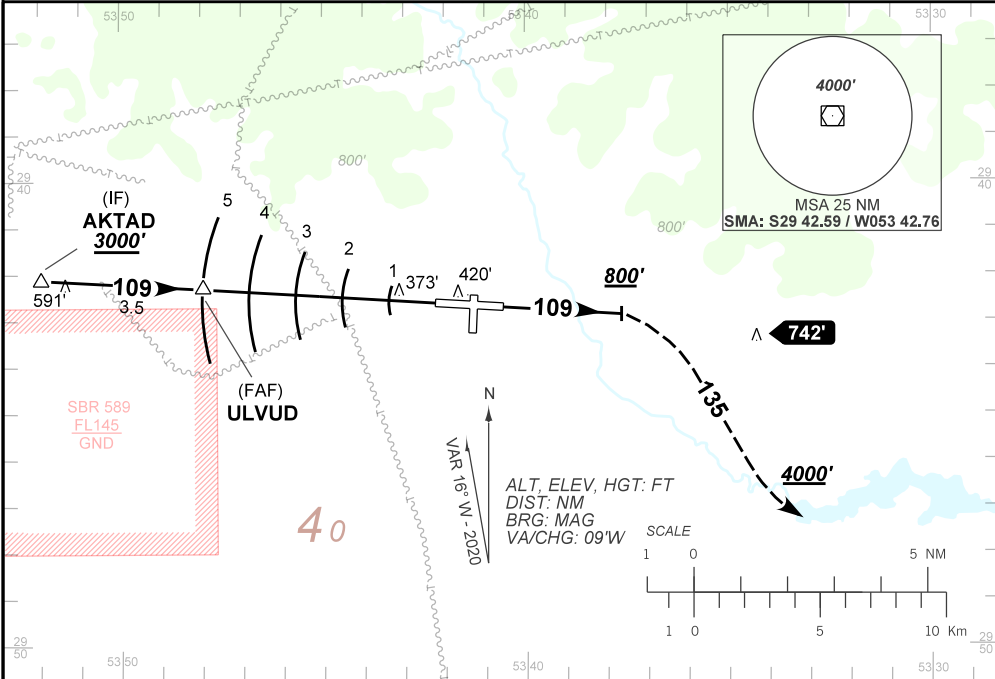 53 50
53 40
53 30
29
40
29
40
4000'
MSA 25 NM
SMA: S29 42.59 / W053 42.76
800'
800'
(IF)
AKTAD
3000'
591'
109
3.5
5
4
3
2
1
373'
420'
109
800'
742'
135
4000'
(FAF)
ULVUD
SBR 589
FL145
GND
40
N
VAR 16° W - 2020
ALT, ELEV, HGT: FT
DIST: NM
BRG: MAG
VA/CHG: 09'W
SCALE
1 0 5 NM
1 0 5 10 Km
29
50
29
50
53 50
53 40
53 30